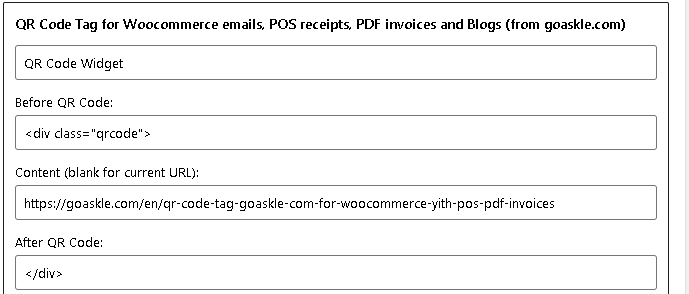 QR Code Tag for Woocommerce emails, POS receipts, PDF invoices and Blogs (from goaskle.com)
QR Code Widget
Before QR Code:
<div class="qrcode">
Content (blank for current URL):
https://goaskle.com/en/qr-code-tag-goaskle-com-for-woocommerce-yith-pos-pdf-invoices
After QR Code:
</div>